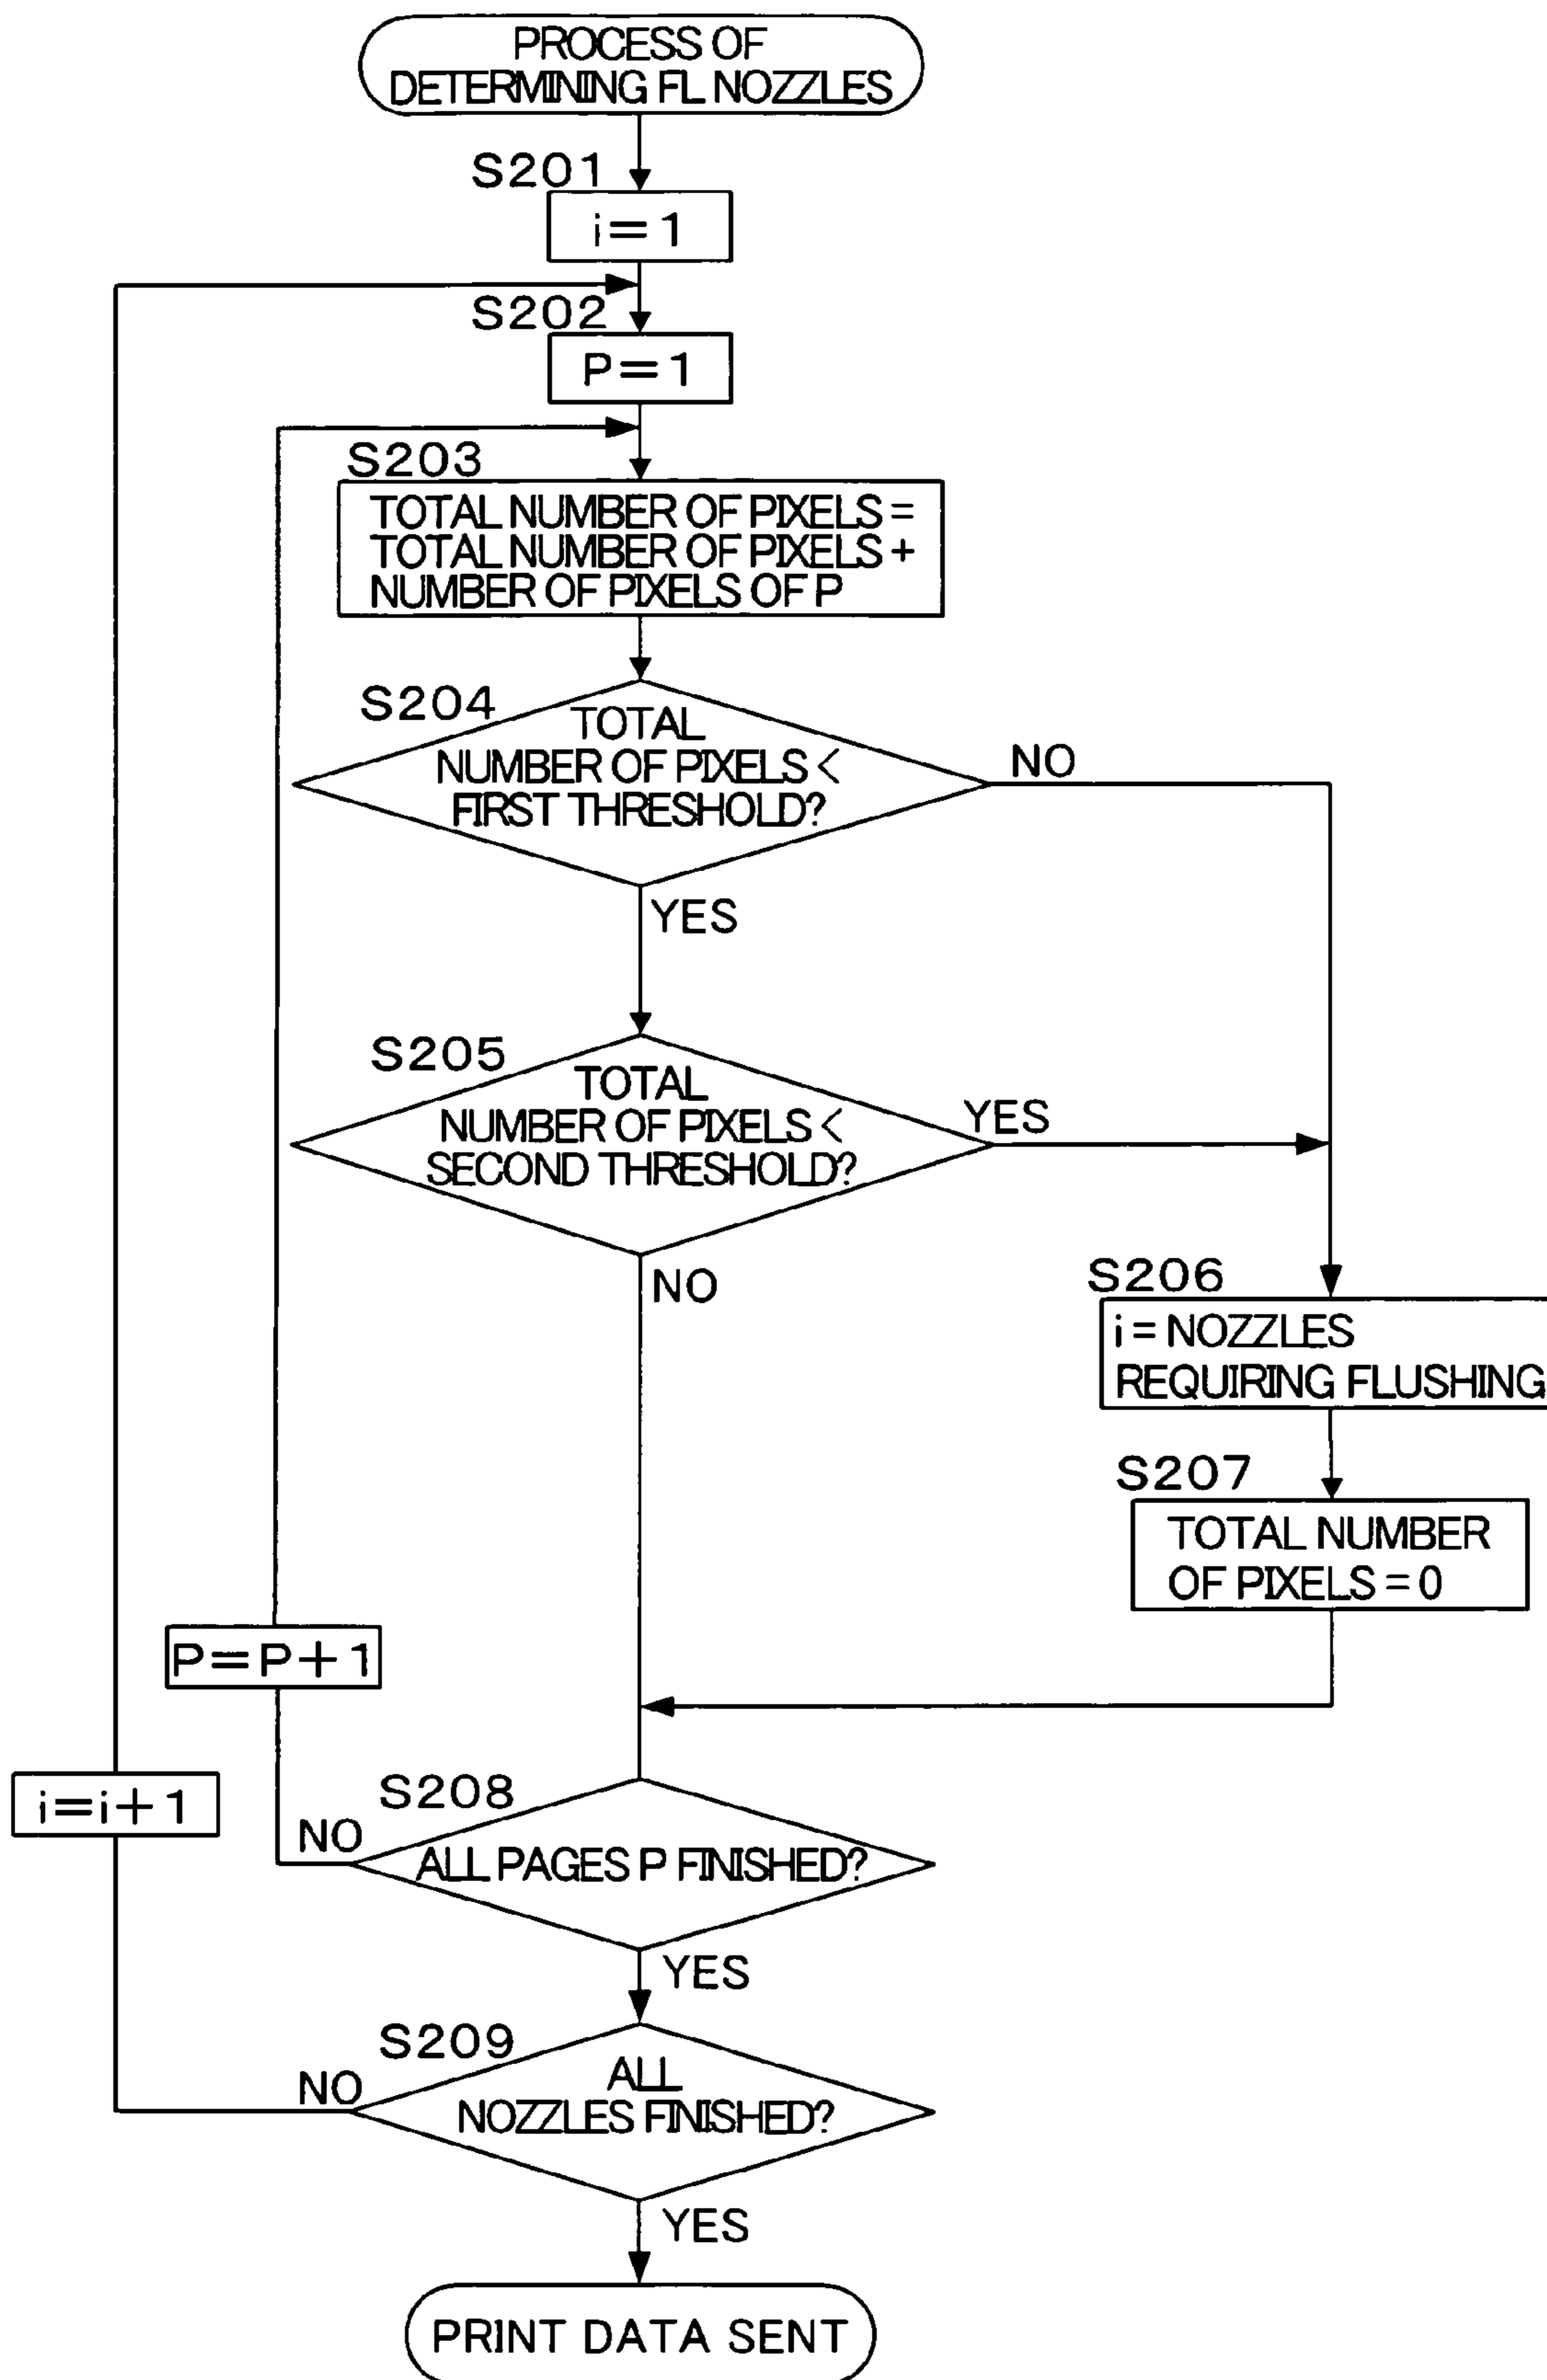 PROCESS OF
DETERMINING FL NOZZLES
S201
i=1
S202
P=1
S203
TOTAL NUMBER OF PIXELS =
TOTAL NUMBER OF PIXELS +
NUMBER OF PIXELS OF P
S204
TOTAL
NUMBER OF PIXELS <
FIRST THRESHOLD?
NO
YES
S205
TOTAL
NUMBER OF PIXELS <
SECOND THRESHOLD?
YES
NO
S206
i = NOZZLES
REQUIRING FLUSHING
S207
TOTAL NUMBER
OF PIXELS = 0
P=P+1
i=i+1
S208
NO
ALL PAGES P FINISHED?
YES
S209
NO
ALL
NOZZLES FINISHED?
YES
PRINT DATA SENT